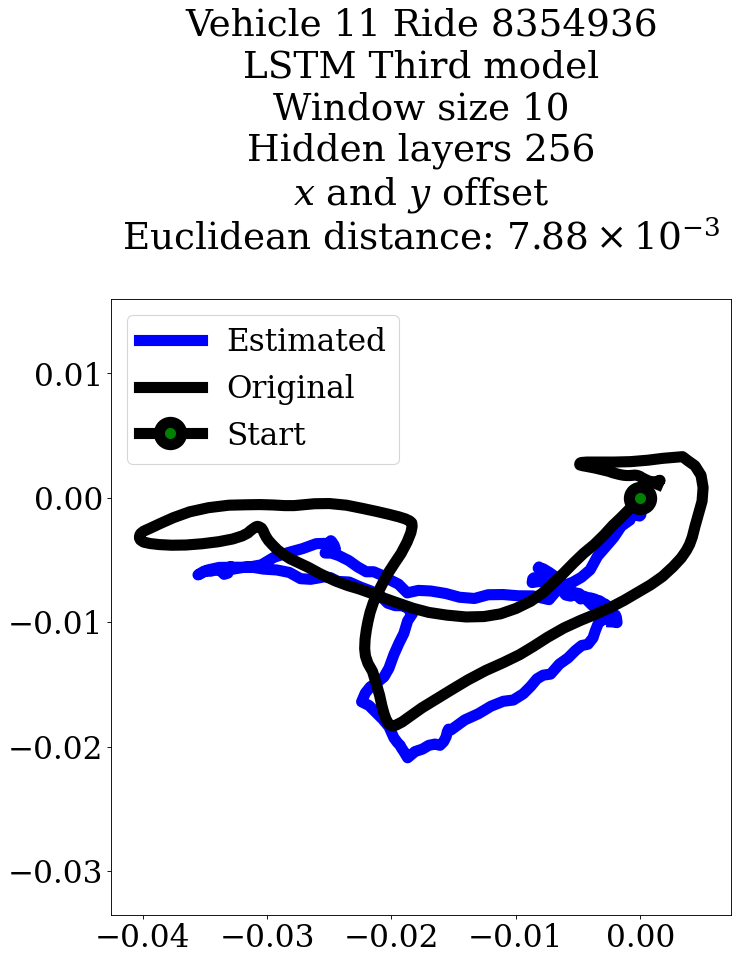 Vehicle 11 Ride 8354936
LSTM Third model
Window size 10
Hidden layers 256
x and y offset
Euclidean distance: 7.88 × 10⁻³
Estimated
Original
Start
0.01
0.00
−0.01
−0.02
−0.03
−0.04 −0.03 −0.02 −0.01 0.00